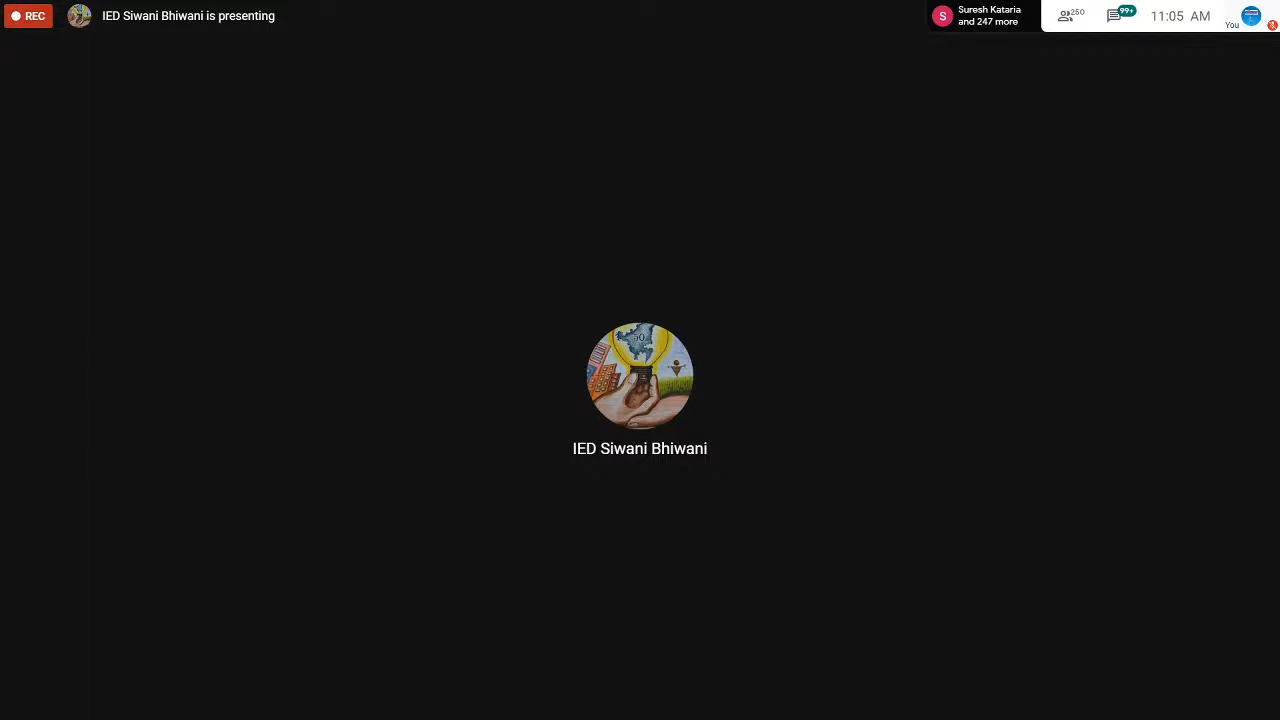 REC
IED Siwani Bhiwani is presenting
S
Suresh Kataria
and 247 more
250
99+
11:05 AM
You
50
IED Siwani Bhiwani